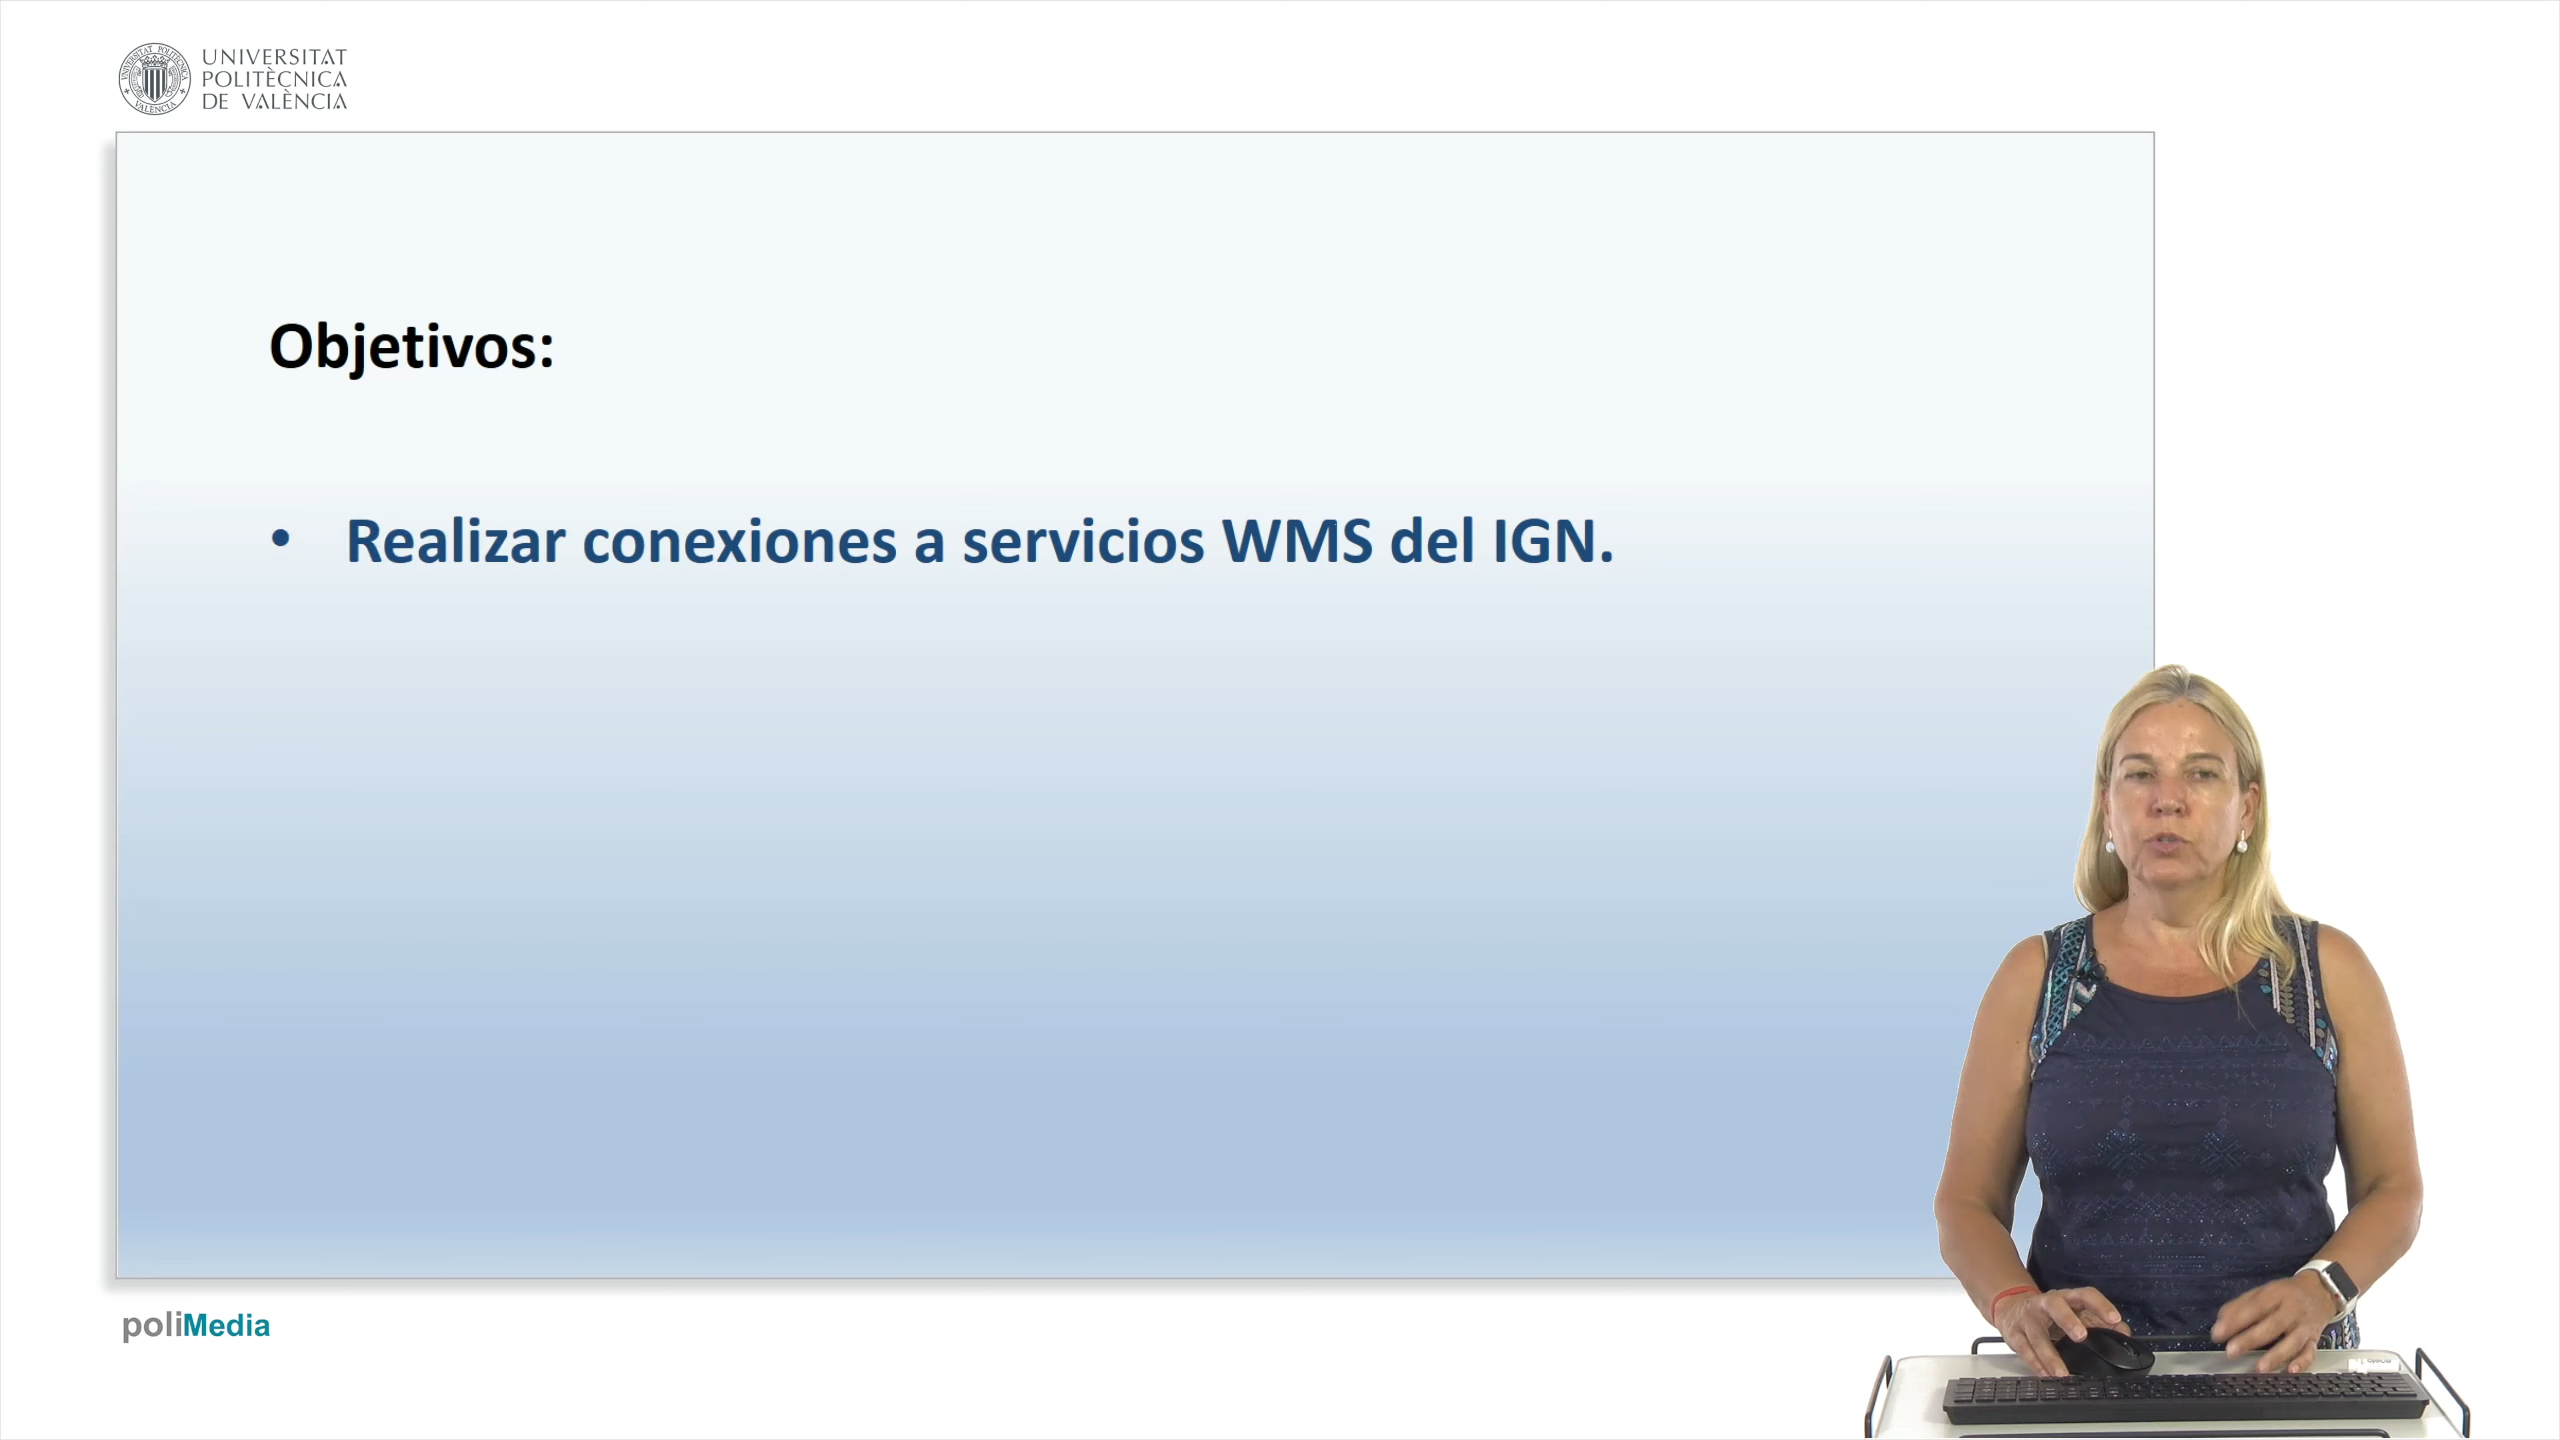 UNIVERSITAT
POLITÈCNICA
DE VALÈNCIA
Objetivos:
• Realizar conexiones a servicios WMS del IGN.
poliMedia